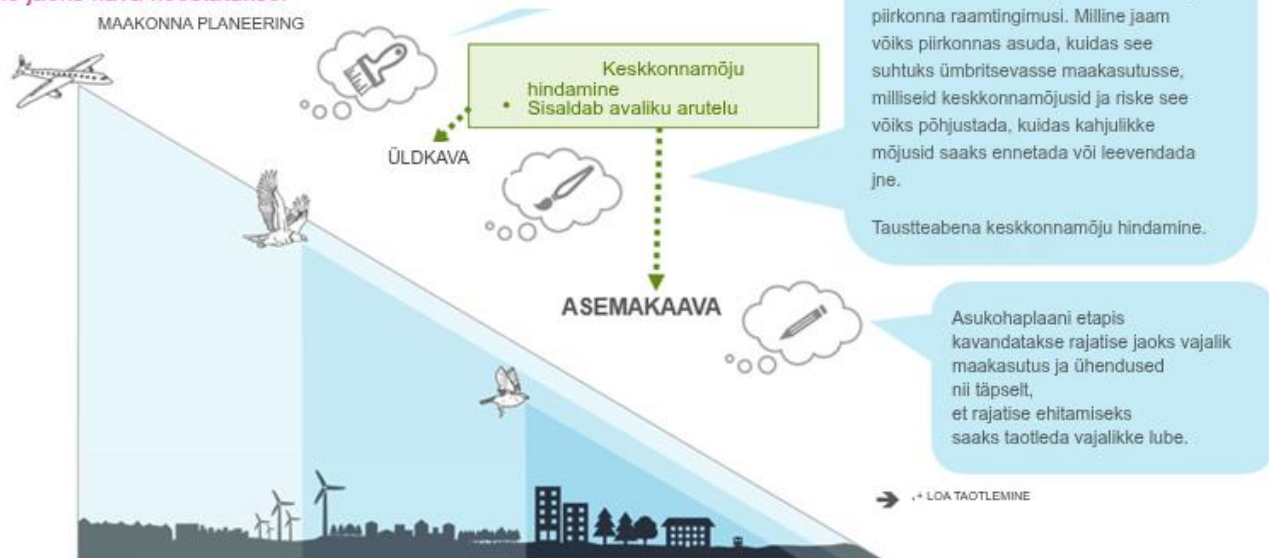 MAAKONNA PLANEERING
piirkonna raamtingimusi. Milline jaam
võiks piirkonnas asuda, kuidas see
suhtuks ümbritsevasse maakasutusse,
milliseid keskkonnamõjusid ja riske see
võiks põhjustada, kuidas kahjulikke
mõjusid saaks ennetada või leevendada
jne.
Taustteabena keskkonnamõju hindamine.
Keskkonnamõju
hindamine
• Sisaldab avaliku arutelu
ÜLDKAVA
ASEMAKAAVA
Asukohaplaani etapis
kavandatakse rajatise jaoks vajalik
maakasutus ja ühendused
nii täpselt,
et rajatise ehitamiseks
saaks taotleda vajalikke lube.
.+ LOA TAOTLEMINE